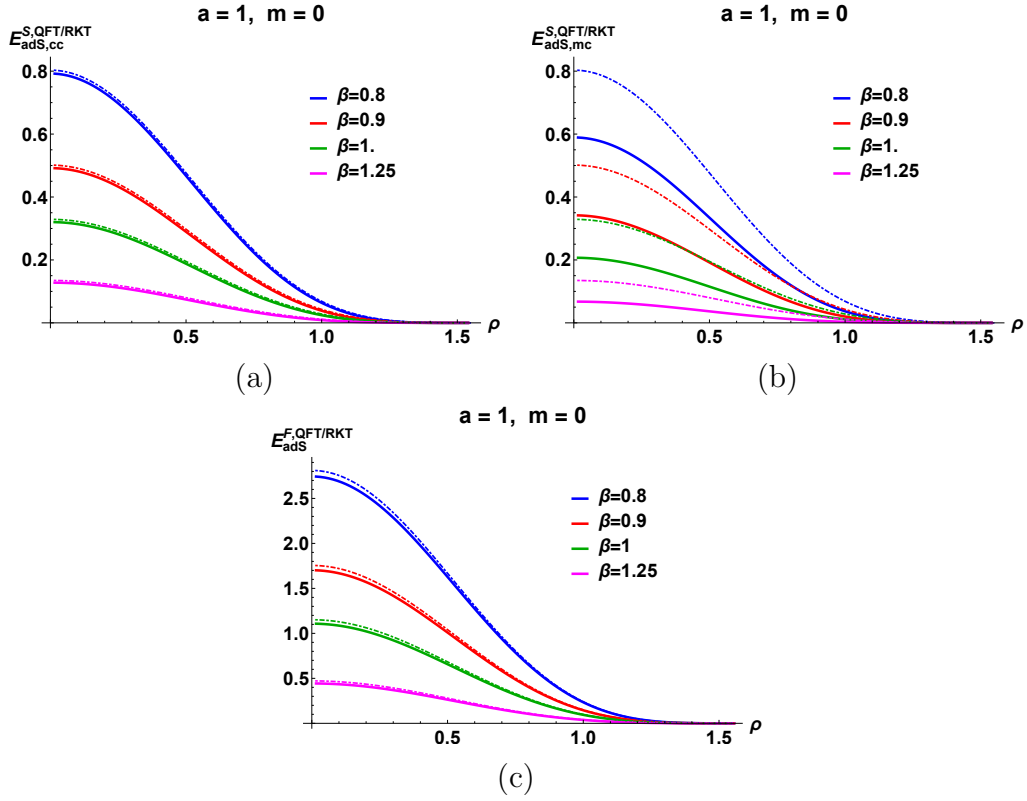 a = 1, m = 0
E^{S,QFT/RKT}_{adS,cc}
0.8
0.6
0.4
0.2
0.5
1.0
1.5
ρ
β=0.8
β=0.9
β=1.
β=1.25
(a)
a = 1, m = 0
E^{S,QFT/RKT}_{adS,mc}
0.8
0.6
0.4
0.2
0.5
1.0
1.5
ρ
β=0.8
β=0.9
β=1.
β=1.25
(b)
a = 1, m = 0
E^{F,QFT/RKT}_{adS}
2.5
2.0
1.5
1.0
0.5
0.5
1.0
1.5
ρ
β=0.8
β=0.9
β=1
β=1.25
(c)